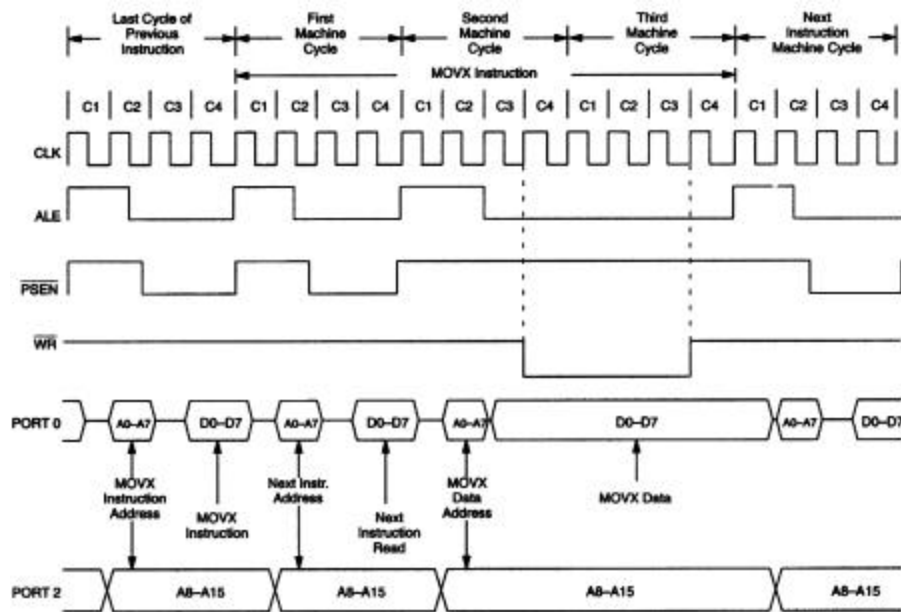 Last Cycle of Previous Instruction
First Machine Cycle
Second Machine Cycle
Third Machine Cycle
Next Instruction Machine Cycle
MOVX Instruction
C1 C2 C3 C4 C1 C2 C3 C4 C1 C2 C3 C4 C1 C2 C3 C4 C1 C2 C3 C4
CLK
ALE
PSEN
WR
PORT 0 A0–A7 D0–D7 A0–A7 D0–D7 A0–A7 D0–D7 A0–A7 D0–D7
MOVX Instruction Address
MOVX Instruction
Next Instr. Address
Next Instruction Read
MOVX Data Address
MOVX Data
PORT 2 A8–A15 A8–A15 A8–A15 A8–A15